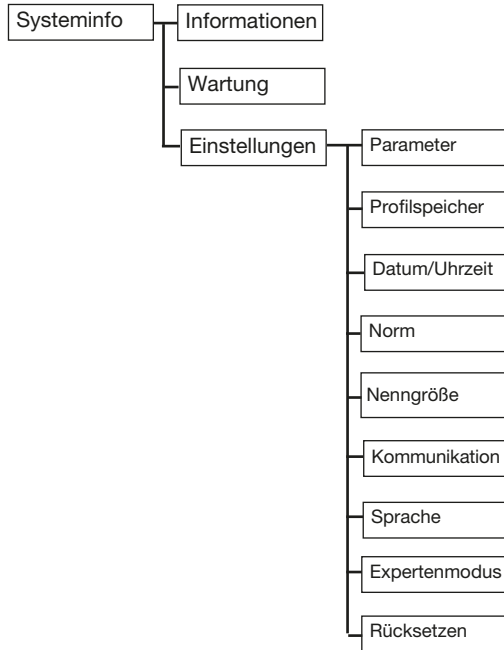 Systeminfo
Informationen
Wartung
Einstellungen
Parameter
Profilspeicher
Datum/Uhrzeit
Norm
Nenngröße
Kommunikation
Sprache
Expertenmodus
Rücksetzen